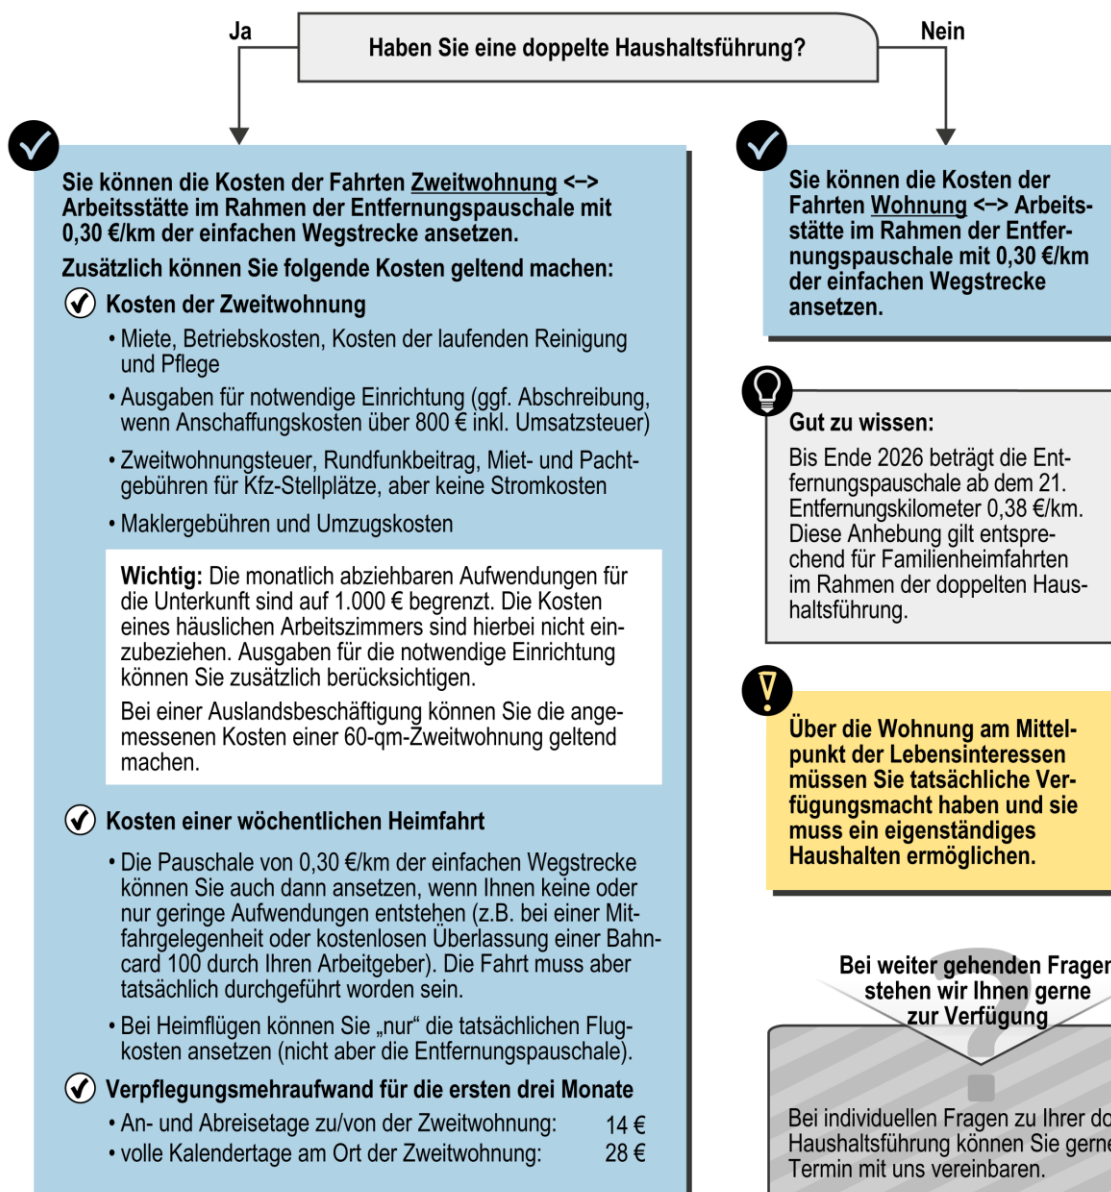 Ja
Haben Sie eine doppelte Haushaltsführung?
Nein
Sie können die Kosten der Fahrten Zweitwohnung <–>
Arbeitsstätte im Rahmen der Entfernungspauschale mit
0,30 €/km der einfachen Wegstrecke ansetzen.
Zusätzlich können Sie folgende Kosten geltend machen:
Kosten der Zweitwohnung
• Miete, Betriebskosten, Kosten der laufenden Reinigung
und Pflege
• Ausgaben für notwendige Einrichtung (ggf. Abschreibung,
wenn Anschaffungskosten über 800 € inkl. Umsatzsteuer)
• Zweitwohnungsteuer, Rundfunkbeitrag, Miet- und Pacht-
gebühren für Kfz-Stellplätze, aber keine Stromkosten
• Maklergebühren und Umzugskosten
Wichtig: Die monatlich abziehbaren Aufwendungen für
die Unterkunft sind auf 1.000 € begrenzt. Die Kosten
eines häuslichen Arbeitszimmers sind hierbei nicht ein-
zubeziehen. Ausgaben für die notwendige Einrichtung
können Sie zusätzlich berücksichtigen.
Bei einer Auslandsbeschäftigung können Sie die ange-
messenen Kosten einer 60-qm-Zweitwohnung geltend
machen.
Kosten einer wöchentlichen Heimfahrt
• Die Pauschale von 0,30 €/km der einfachen Wegstrecke
können Sie auch dann ansetzen, wenn Ihnen keine oder
nur geringe Aufwendungen entstehen (z.B. bei einer Mit-
fahrgelegenheit oder kostenlosen Überlassung einer Bahn-
card 100 durch Ihren Arbeitgeber). Die Fahrt muss aber
tatsächlich durchgeführt worden sein.
• Bei Heimflügen können Sie „nur“ die tatsächlichen Flug-
kosten ansetzen (nicht aber die Entfernungspauschale).
Verpflegungsmehraufwand für die ersten drei Monate
• An- und Abreisetage zu/von der Zweitwohnung: 14 €
• volle Kalendertage am Ort der Zweitwohnung: 28 €
Sie können die Kosten der
Fahrten Wohnung <–> Arbeits-
stätte im Rahmen der Entfer-
nungspauschale mit 0,30 €/km
der einfachen Wegstrecke
ansetzen.
Gut zu wissen:
Bis Ende 2026 beträgt die Ent-
fernungspauschale ab dem 21.
Entfernungskilometer 0,38 €/km.
Diese Anhebung gilt entspre-
chend für Familienheimfahrten
im Rahmen der doppelten Haus-
haltsführung.
Über die Wohnung am Mittel-
punkt der Lebensinteressen
müssen Sie tatsächliche Ver-
fügungsmacht haben und sie
muss ein eigenständiges
Haushalten ermöglichen.
Bei weiter gehenden Fragen
stehen wir Ihnen gerne
zur Verfügung
Bei individuellen Fragen zu Ihrer
Haushaltsführung können Sie gerne
Termin mit uns vereinbaren.